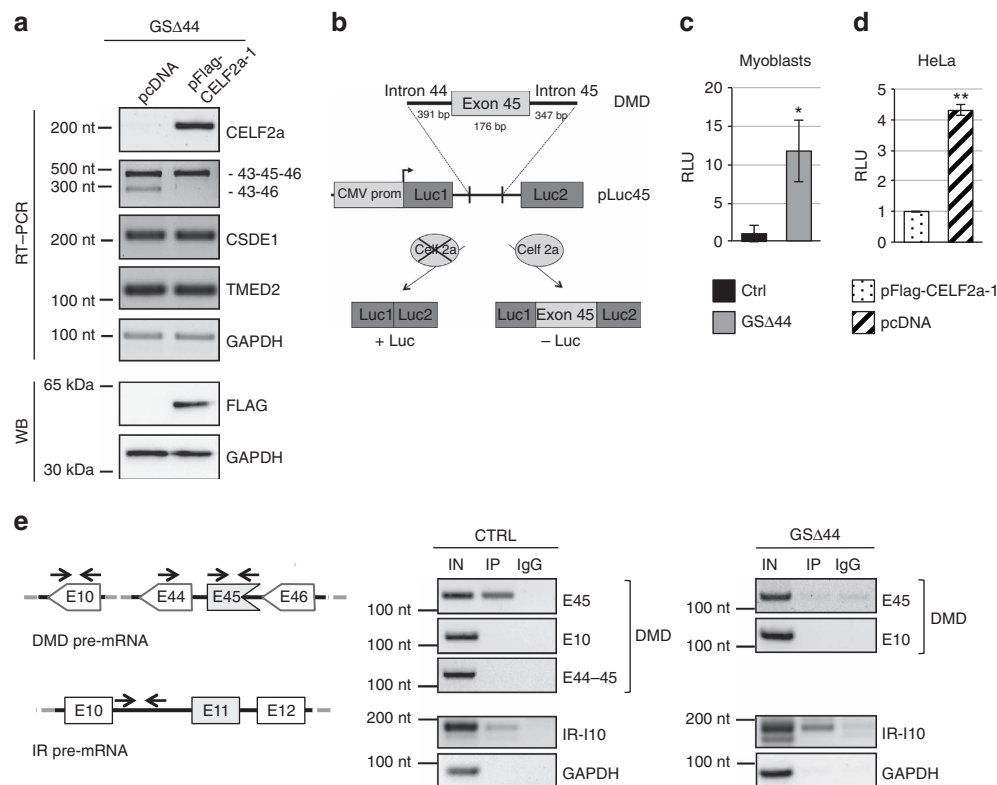 a
GSΔ44
pcDNA
pFlag-
CELF2a-1
RT–PCR
200 nt
CELF2a
500 nt
300 nt
- 43-45-46
- 43-46
200 nt
CSDE1
100 nt
TMED2
100 nt
GAPDH
WB
65 kDa
FLAG
30 kDa
GAPDH
b
Intron 44
Exon 45
Intron 45
DMD
391 bp
176 bp
347 bp
CMV prom
Luc1
Luc2
pLuc45
Celf 2a
Celf 2a
Luc1 Luc2
Luc1 Exon 45 Luc2
+ Luc
– Luc
c
Myoblasts
RLU
20
15
10
5
0
*
Ctrl
GSΔ44
d
HeLa
RLU
5
4
3
2
1
0
**
pFlag-CELF2a-1
pcDNA
e
E10
E44
E45
E46
DMD pre-mRNA
E10
E11
E12
IR pre-mRNA
CTRL
IN IP IgG
100 nt
E45
100 nt
E10
100 nt
E44–45
DMD
200 nt
IR-I10
100 nt
GAPDH
GSΔ44
IN IP IgG
100 nt
E45
100 nt
E10
DMD
200 nt
IR-I10
100 nt
GAPDH